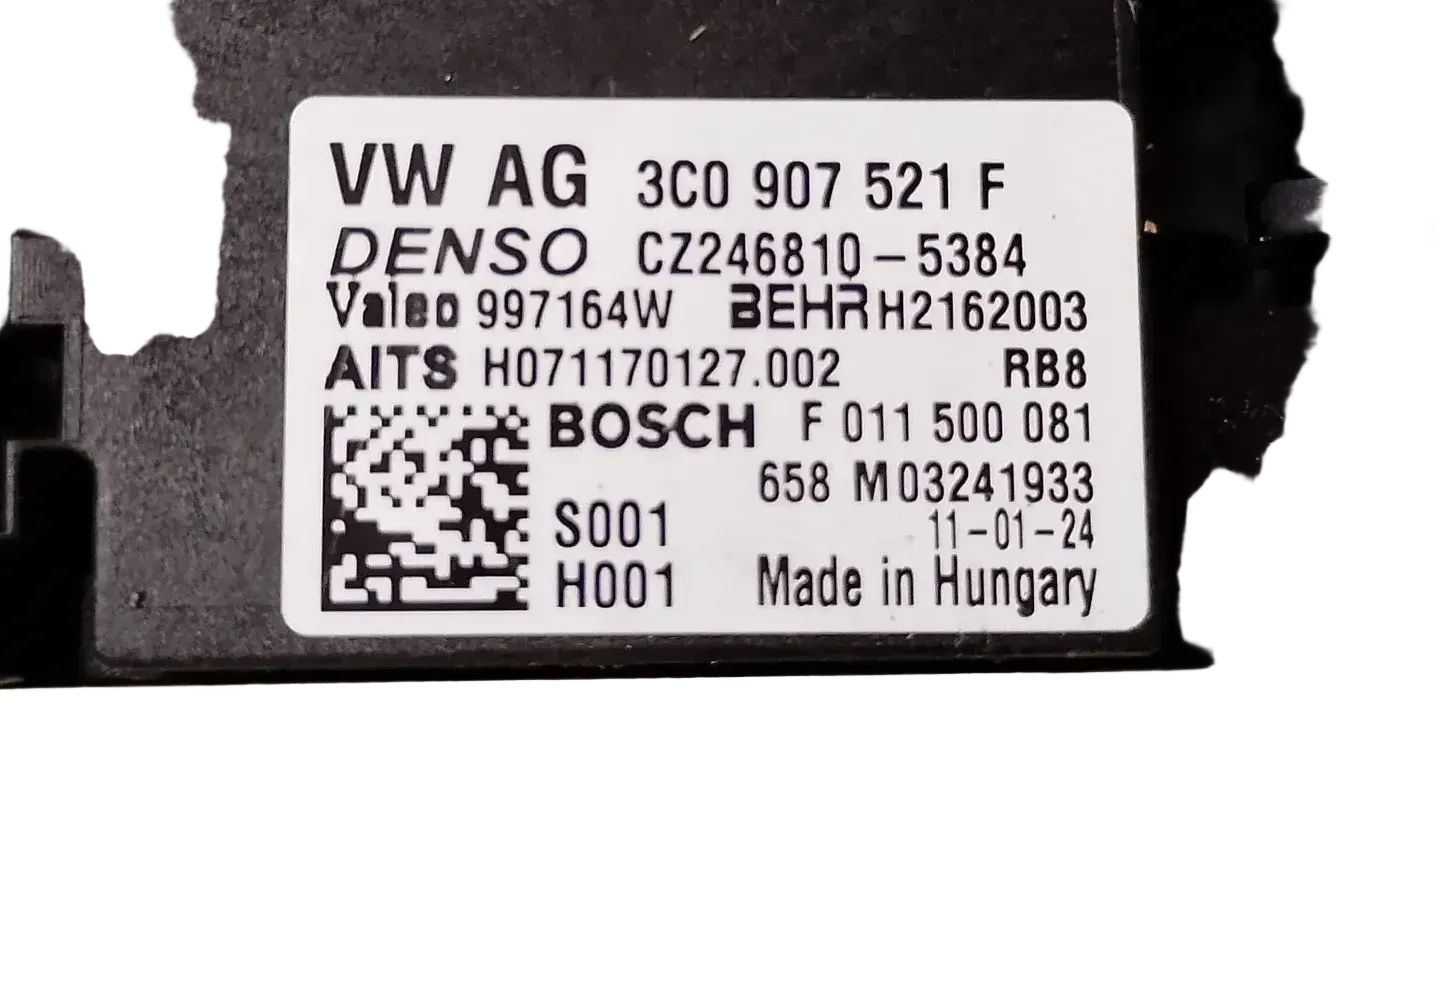 VW AG 3C0 907 521 F
DENSO CZ246810-5384
Valeo 997164W BEHR H2162003
AITS H071170127.002 RB8
BOSCH F 011 500 081
658 M03241933
S001 11-01-24
H001 Made in Hungary